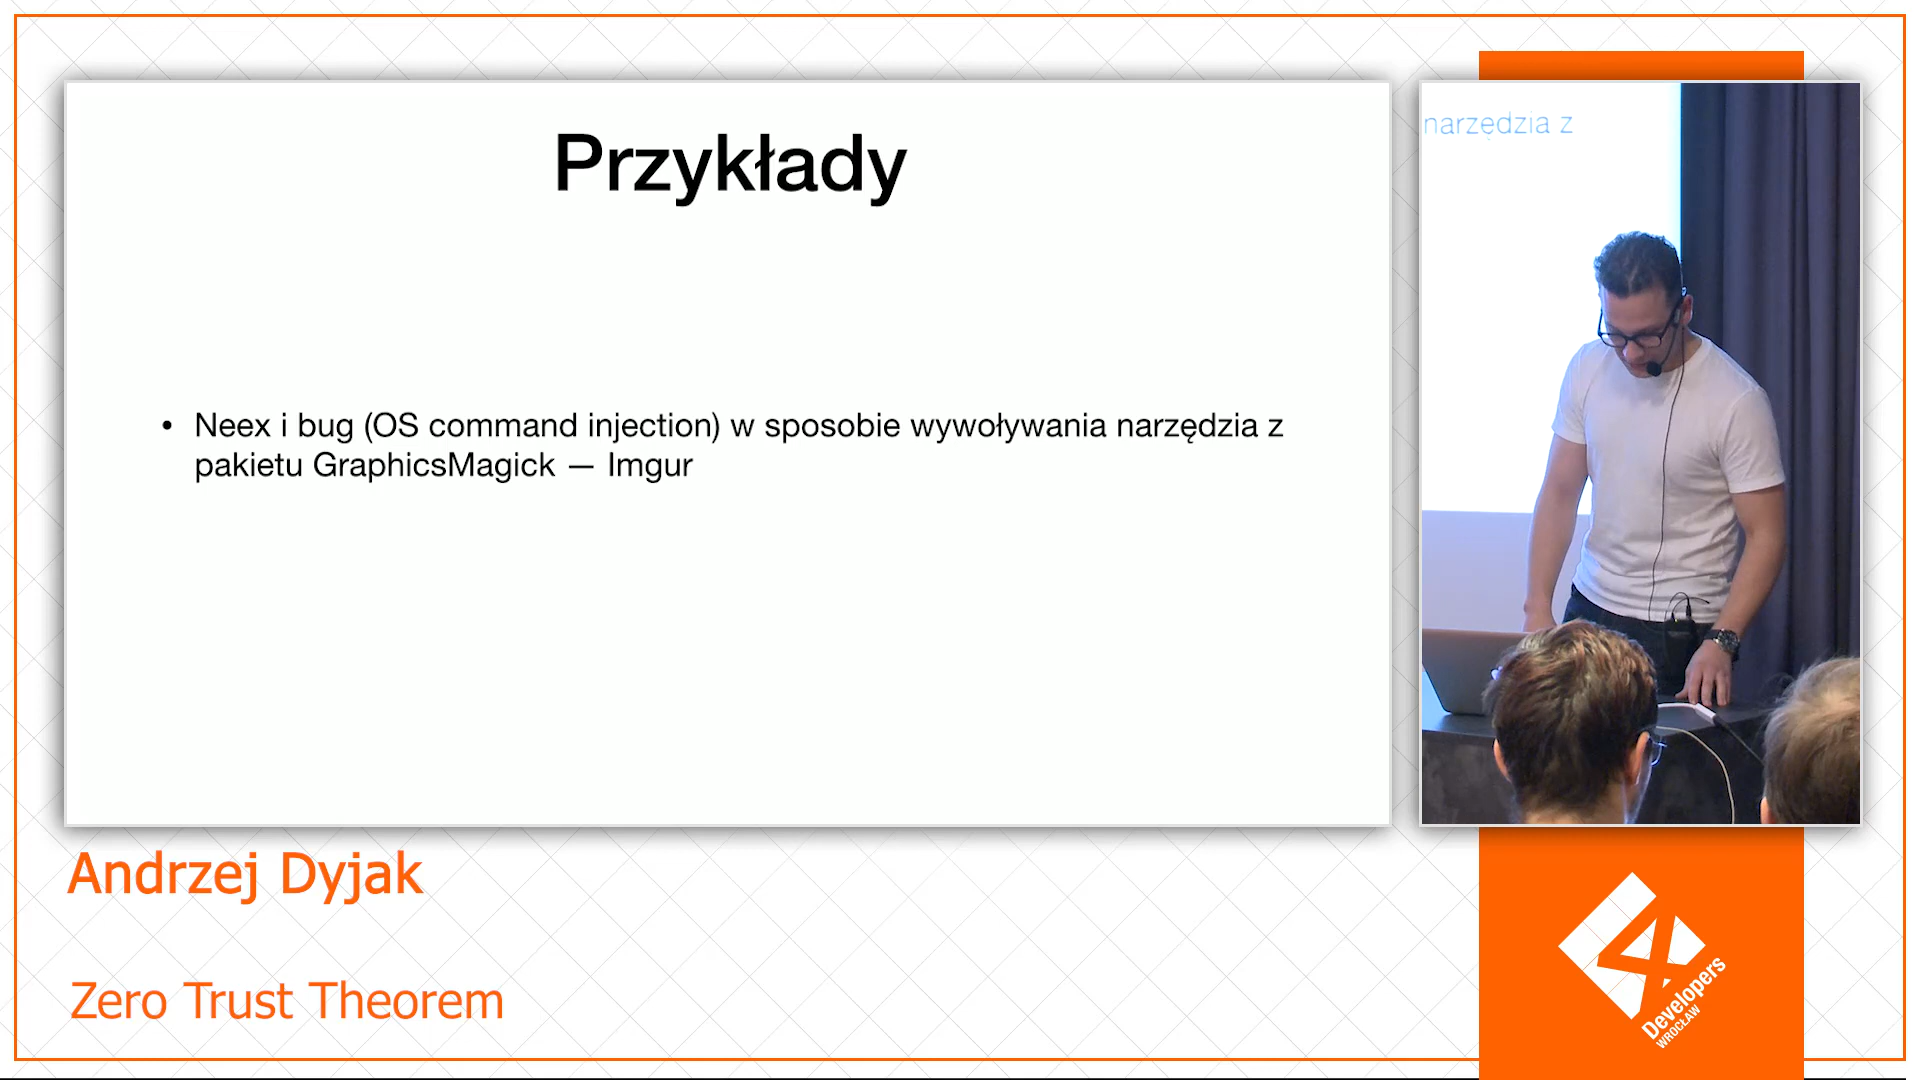 Przykłady
• Neex i bug (OS command injection) w sposobie wywoływania narzędzia z
pakietu GraphicsMagick — Imgur
narzędzia z
Andrzej Dyjak
Zero Trust Theorem
4
Developers
WROCŁAW